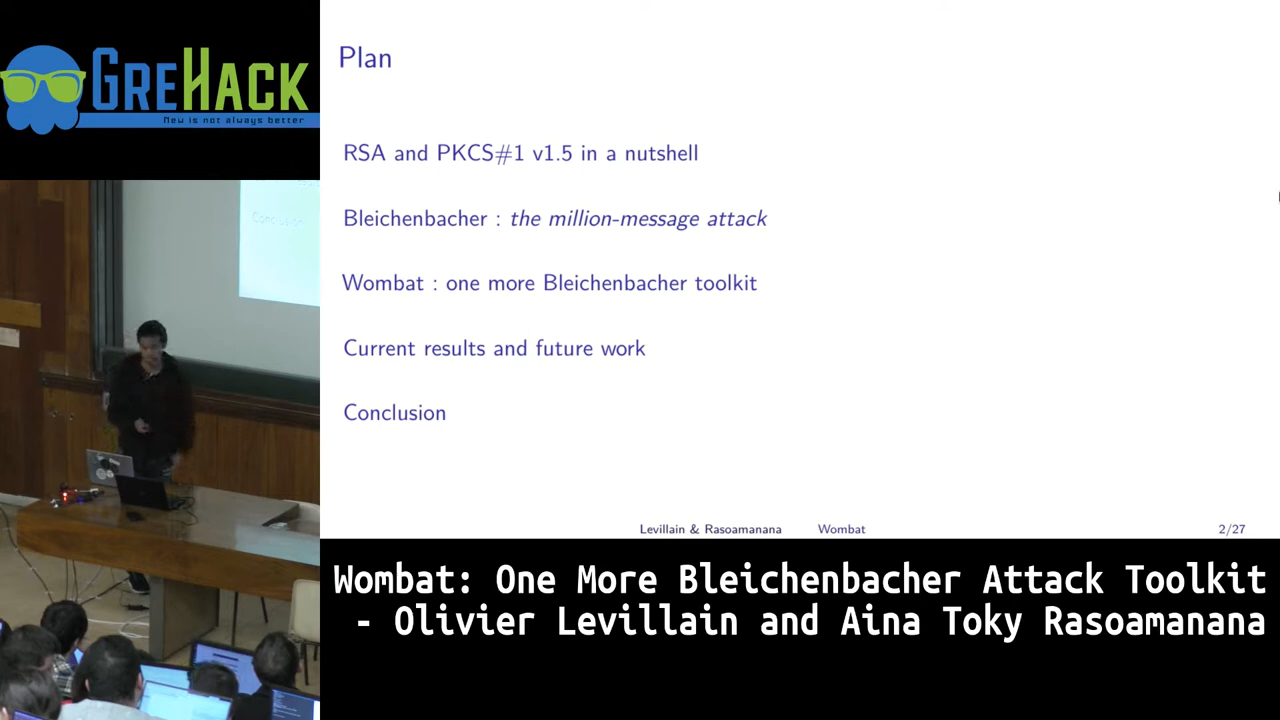 GREHACK
New is not always better
Plan
RSA and PKCS#1 v1.5 in a nutshell
Bleichenbacher : the million-message attack
Wombat : one more Bleichenbacher toolkit
Current results and future work
Conclusion
Levillain & Rasoamanana Wombat 2/27
Conclusion
Wombat: One More Bleichenbacher Attack Toolkit
- Olivier Levillain and Aina Toky Rasoamanana